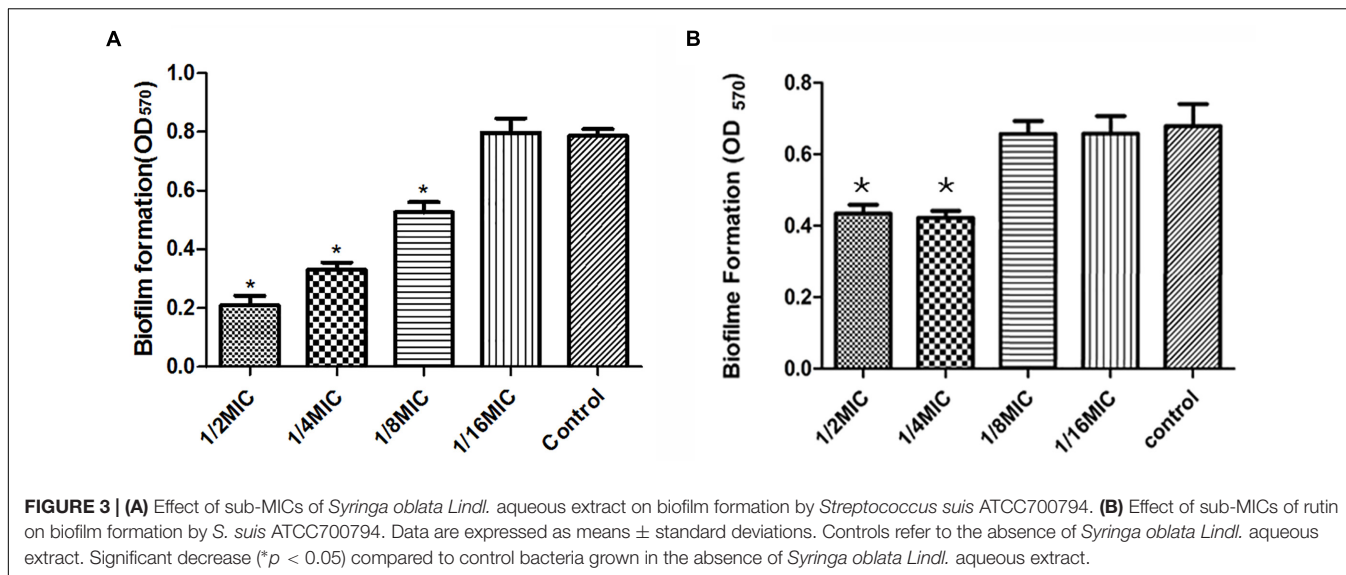 A
Biofilm formation(OD570)
1.0
0.8
0.6
0.4
0.2
0.0
*
*
*
1/2MIC
1/4MIC
1/8MIC
1/16MIC
Control
B
Biofilme Formation (OD 570)
0.8
0.6
0.4
0.2
0.0
*
*
1/2MIC
1/4MIC
1/8MIC
1/16MIC
control
FIGURE 3 | (A) Effect of sub-MICs of Syringa oblata Lindl. aqueous extract on biofilm formation by Streptococcus suis ATCC700794. (B) Effect of sub-MICs of rutin
on biofilm formation by S. suis ATCC700794. Data are expressed as means ± standard deviations. Controls refer to the absence of Syringa oblata Lindl. aqueous
extract. Significant decrease (*p < 0.05) compared to control bacteria grown in the absence of Syringa oblata Lindl. aqueous extract.